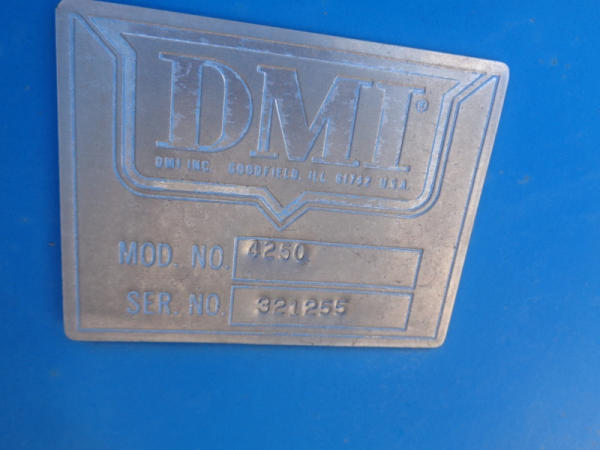 DMI®
DMI, INC. GOODFIELD, ILL 61742 U.S.A.
MOD. NO. 4250
SER. NO. 321255